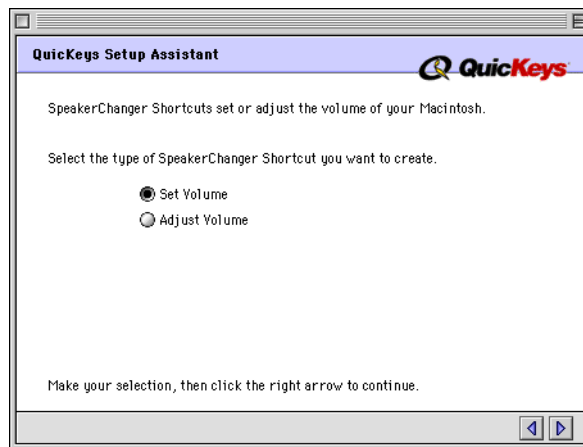 QuicKeys Setup Assistant
QuicKeys
SpeakerChanger Shortcuts set or adjust the volume of your Macintosh.
Select the type of SpeakerChanger Shortcut you want to create.
Set Volume
Adjust Volume
Make your selection, then click the right arrow to continue.